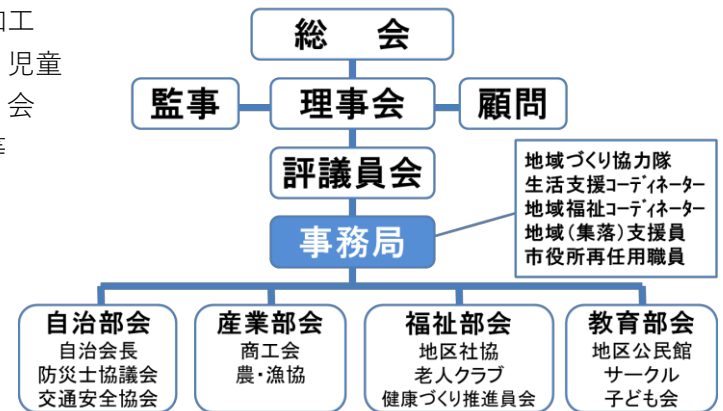 加工
児童
会
等
総　会
監事
理事会
顧問
評議員会
事務局
地域づくり協力隊
生活支援コーディネーター
地域福祉コーディネーター
地域(集落)支援員
市役所再任用職員
自治部会
自治会長
防災士協議会
交通安全協会
産業部会
商工会
農・漁協
福祉部会
地区社協
老人クラブ
健康づくり推進員会
教育部会
地区公民館
サークル
子ども会